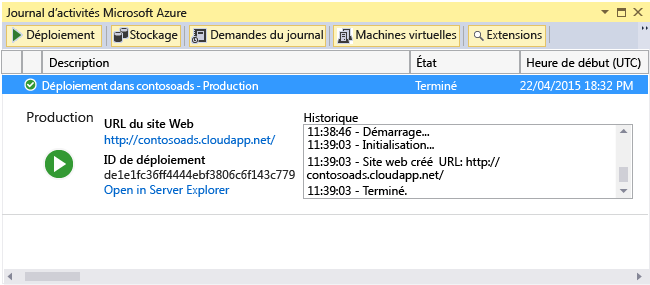 Journal d'activités Microsoft Azure
Déploiement Stockage Demandes du journal Machines virtuelles Extensions
Description État Heure de début (UTC)
Déploiement dans contosoads - Production Terminé 22/04/2015 18:32 PM
Production
URL du site Web
http://contosoads.cloudapp.net/
ID de déploiement
de1e1fc36ff4444ebf3806c6f143c779
Open in Server Explorer
Historique
11:38:46 - Démarrage...
11:39:03 - Initialisation...
11:39:03 - Site web créé URL: http://
contosoads.cloudapp.net/
11:39:03 - Terminé.